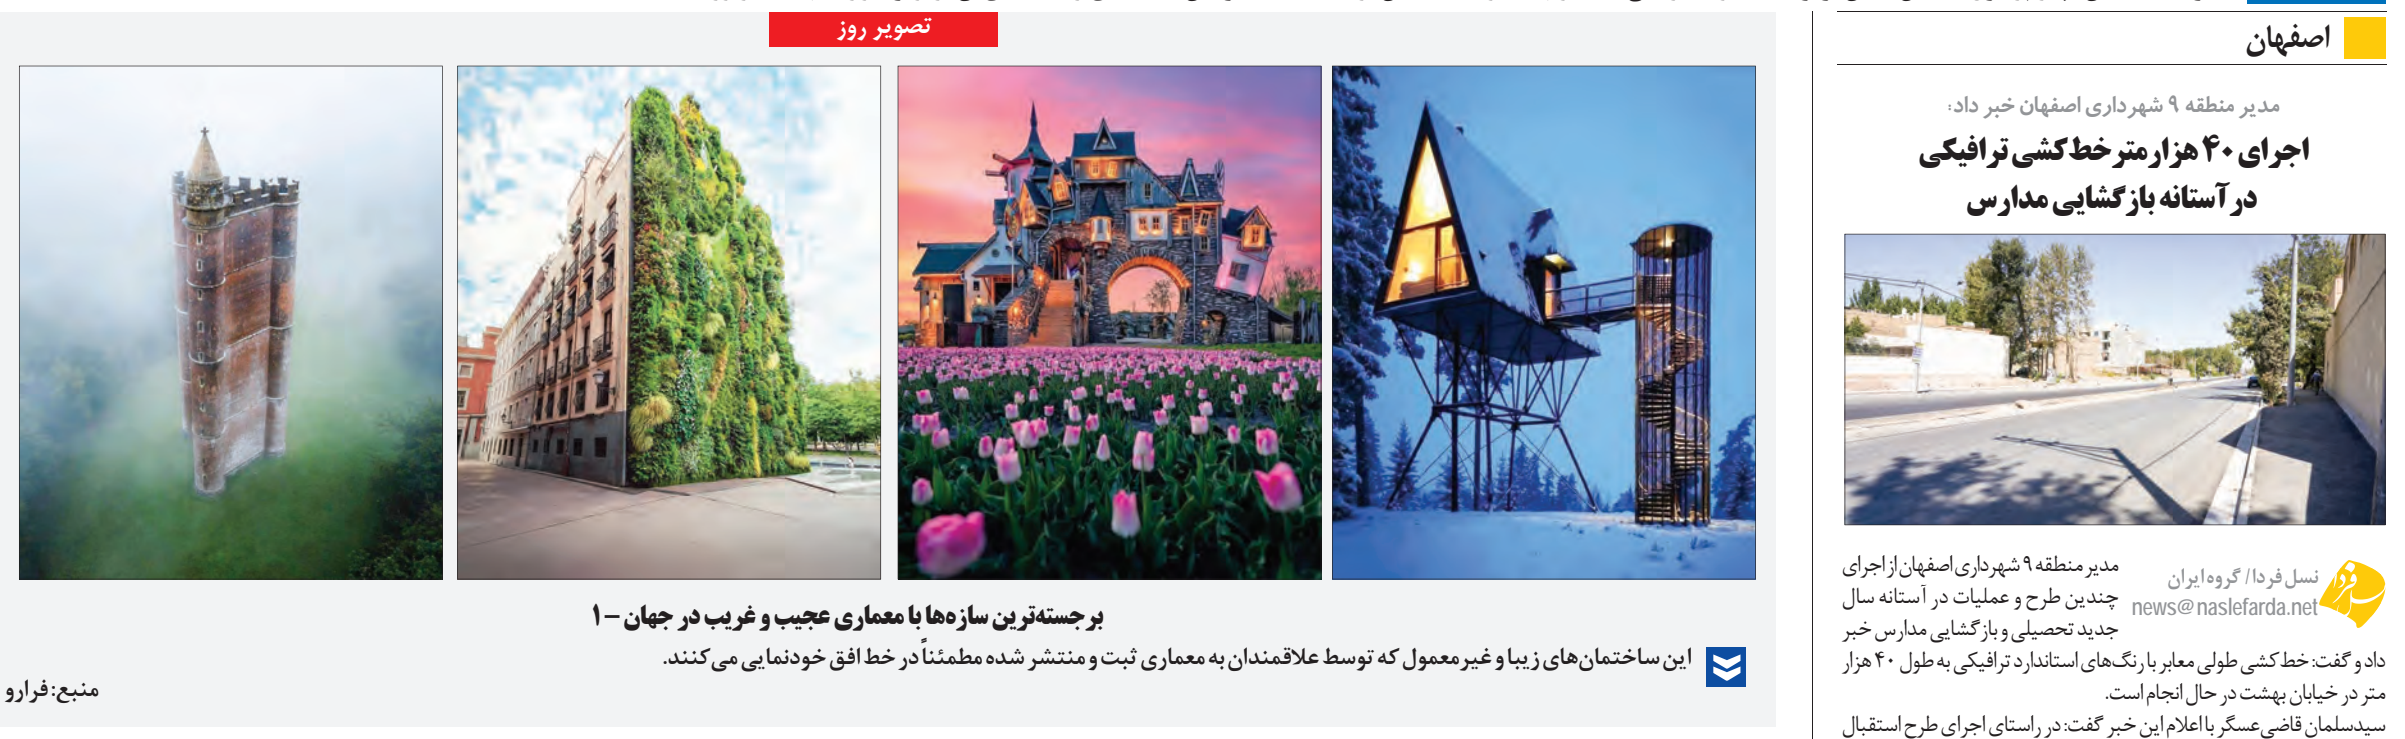 اصفهان
مدیر منطقه ۹ شهرداری اصفهان خبر داد:
اجرای ۴۰ هزار متر خط‌کشی ترافیکی
در آستانه بازگشایی مدارس
نسل فردا / گروه ایران
news@naslefarda.net
مدیر منطقه ۹ شهرداری اصفهان از اجرای
چندین طرح و عملیات در آستانه سال
جدید تحصیلی و بازگشایی مدارس خبر
داد و گفت: خط‌کشی طولی معابر با رنگ‌های استاندارد ترافیکی به طول ۴۰ هزار
متر در خیابان بهشت در حال انجام است.
سیدسلمان قاضی‌عسگر با اعلام این خبر گفت: در راستای اجرای طرح استقبال
تصویر روز
برجسته‌ترین سازه‌ها با معماری عجیب و غریب در جهان – ۱
این ساختمان‌های زیبا و غیرمعمول که توسط علاقمندان به معماری ثبت و منتشر شده مطمئناً در خط افق خودنمایی می‌کنند.
منبع: فرارو